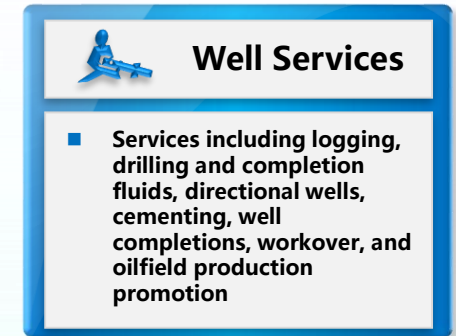 Well Services
Services including logging,
drilling and completion
fluids, directional wells,
cementing, well
completions, workover, and
oilfield production
promotion